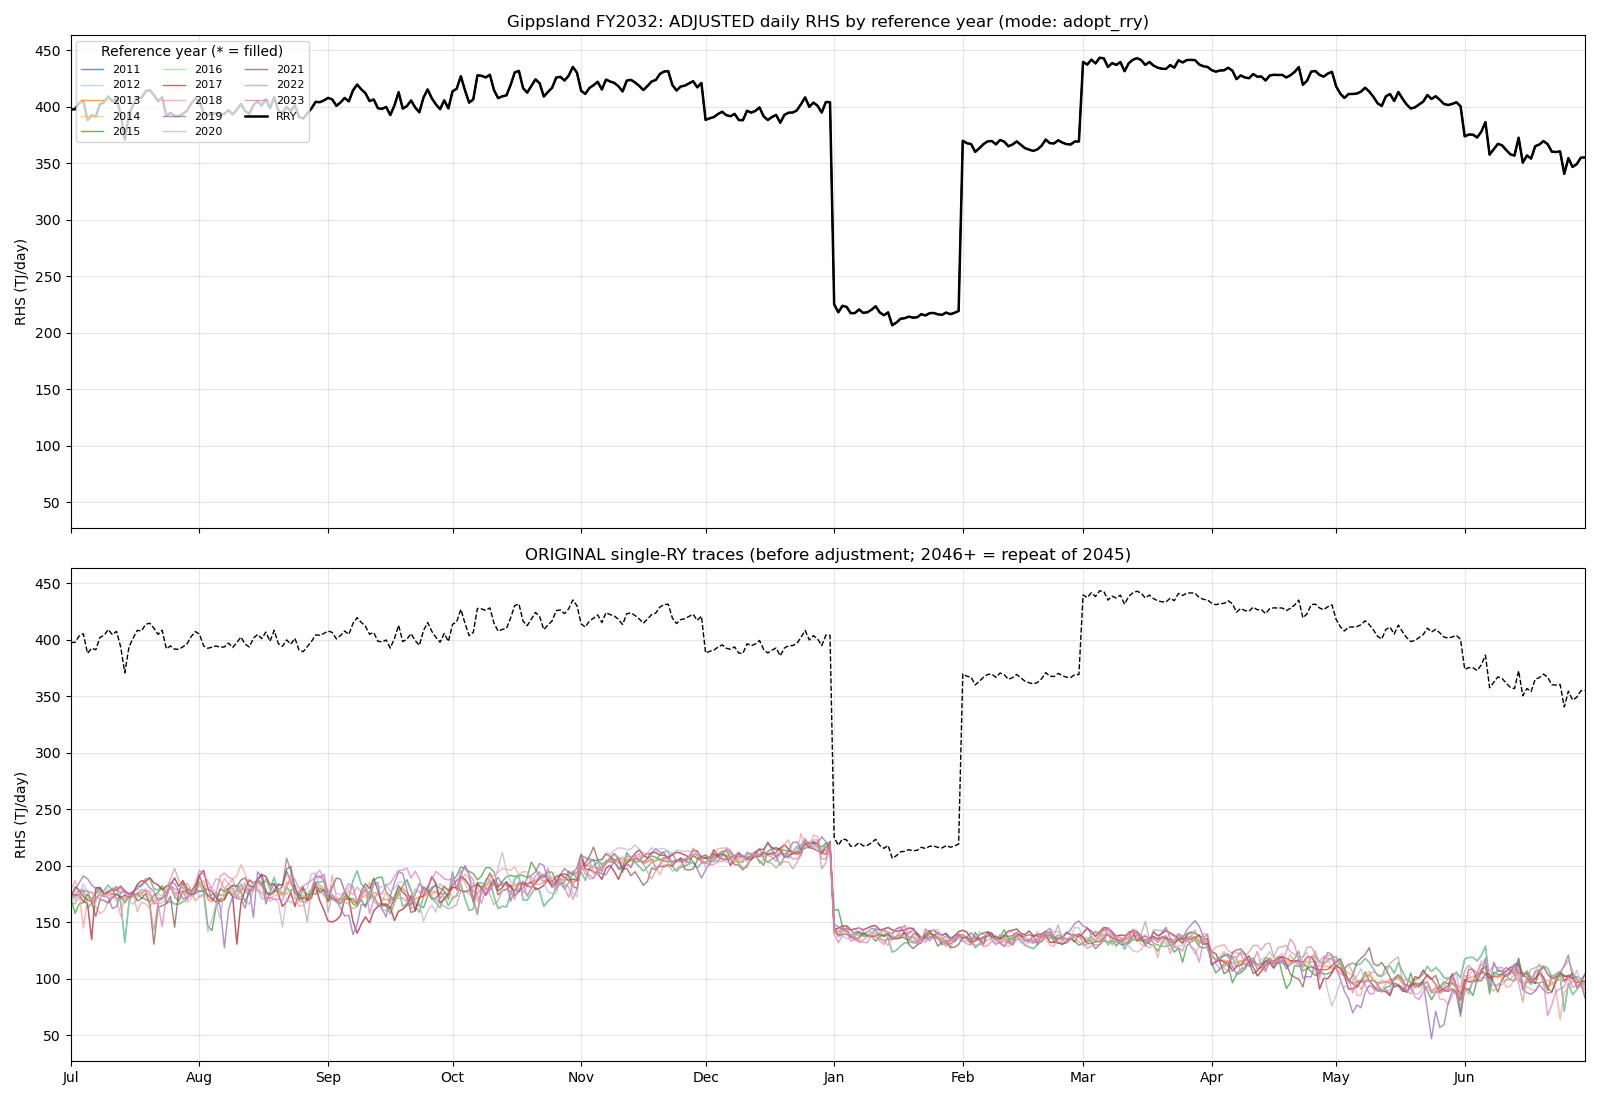 Gippsland FY2032: ADJUSTED daily RHS by reference year (mode: adopt_rry)
RHS (TJ/day)
450
400
350
300
250
200
150
100
50
Reference year (* = filled)
2011 2016 2021
2012 2017 2022
2013 2018 2023
2014 2019 RRY
2015 2020
ORIGINAL single-RY traces (before adjustment; 2046+ = repeat of 2045)
RHS (TJ/day)
450
400
350
300
250
200
150
100
50
Jul Aug Sep Oct Nov Dec Jan Feb Mar Apr May Jun